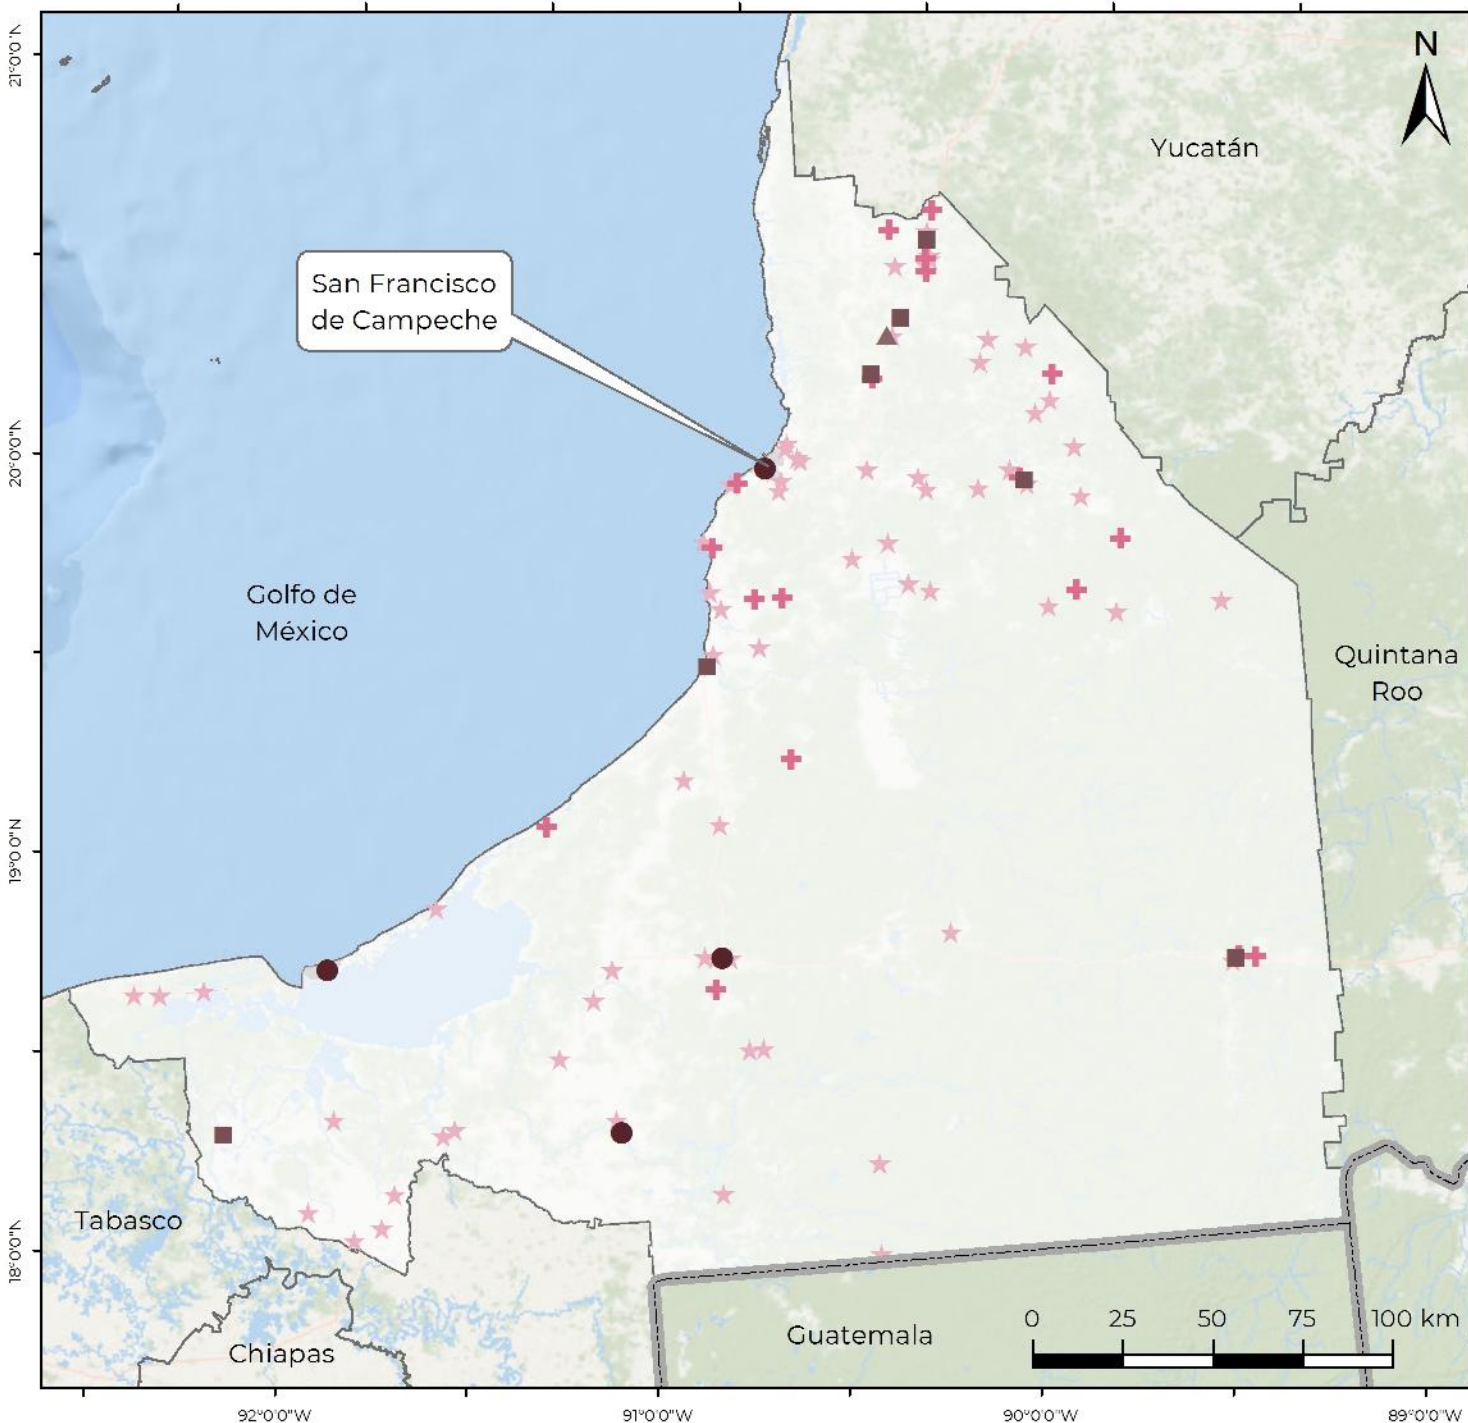 N
Yucatán
San Francisco
de Campeche
Golfo de
México
Quintana
Roo
Tabasco
Chiapas
Guatemala
0 25 50 75 100 km
21°0'0"N
20°0'0"N
19°0'0"N
18°0'0"N
92°0'0"W 91°0'0"W 90°0'0"W 89°0'0"W